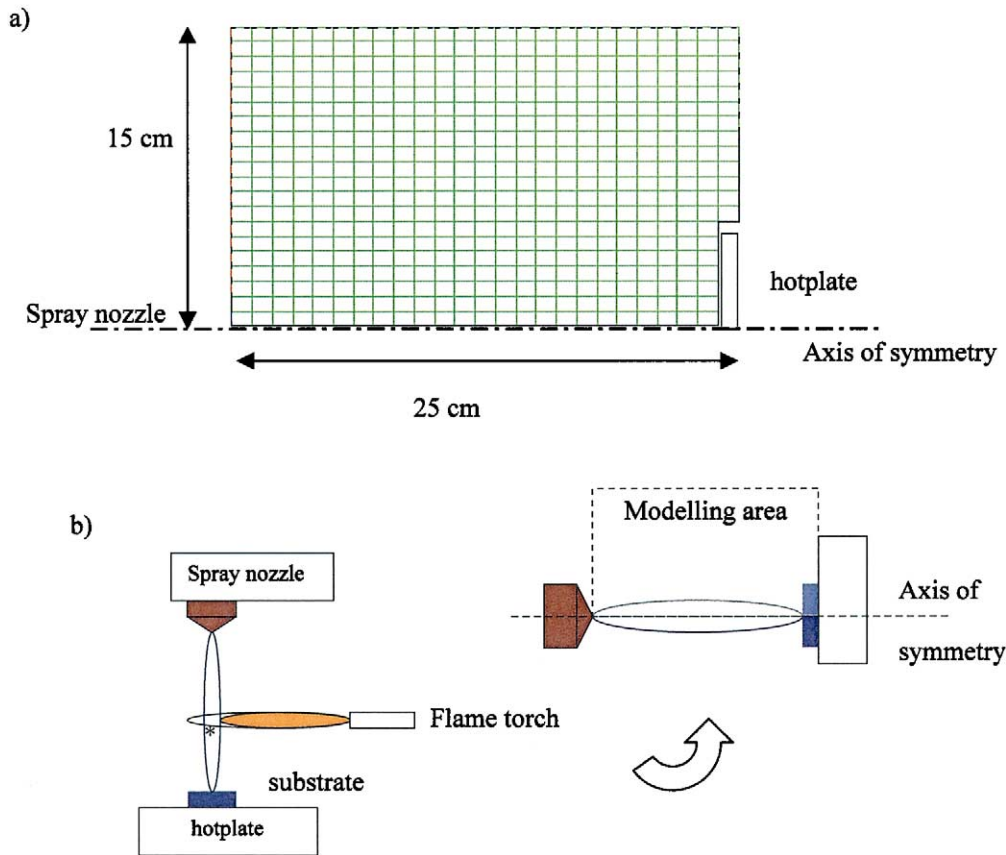 a)
15 cm
hotplate
Spray nozzle
Axis of symmetry
25 cm
b)
Modelling area
Spray nozzle
Axis of
symmetry
Flame torch
*
substrate
hotplate